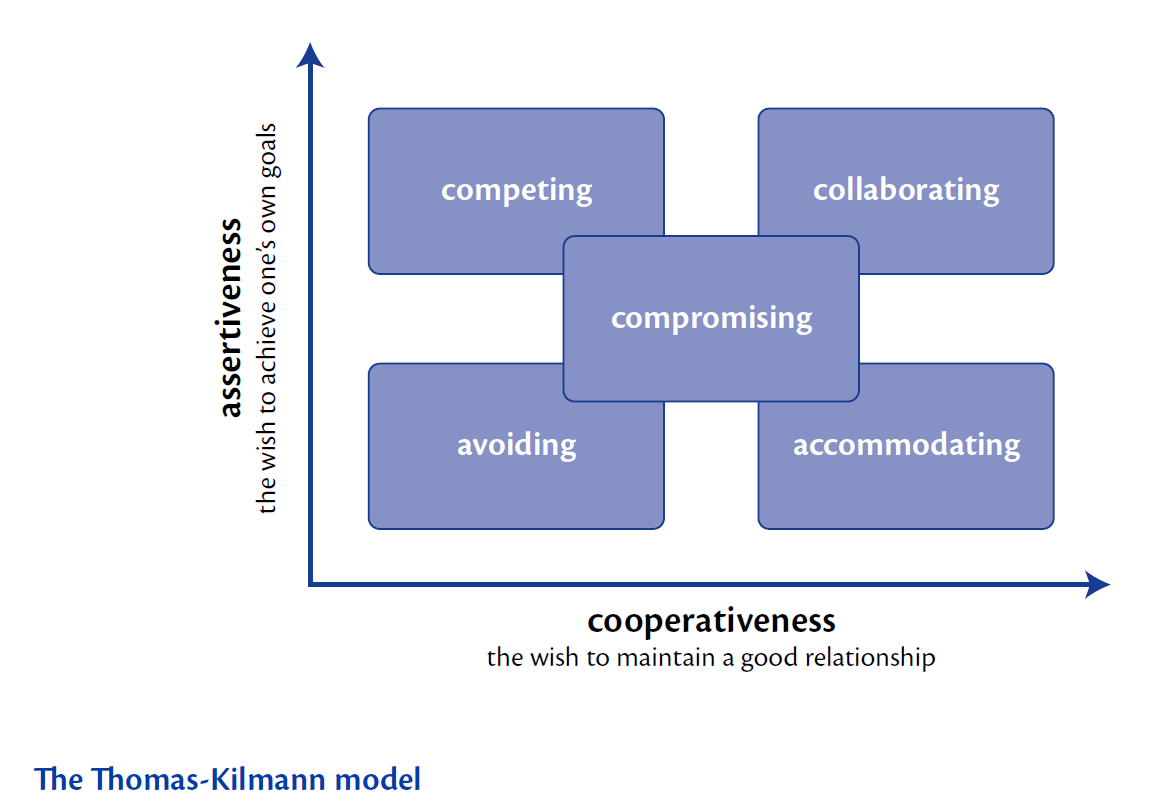 assertiveness
the wish to achieve one's own goals
competing
collaborating
compromising
avoiding
accommodating
cooperativeness
the wish to maintain a good relationship
The Thomas-Kilmann model